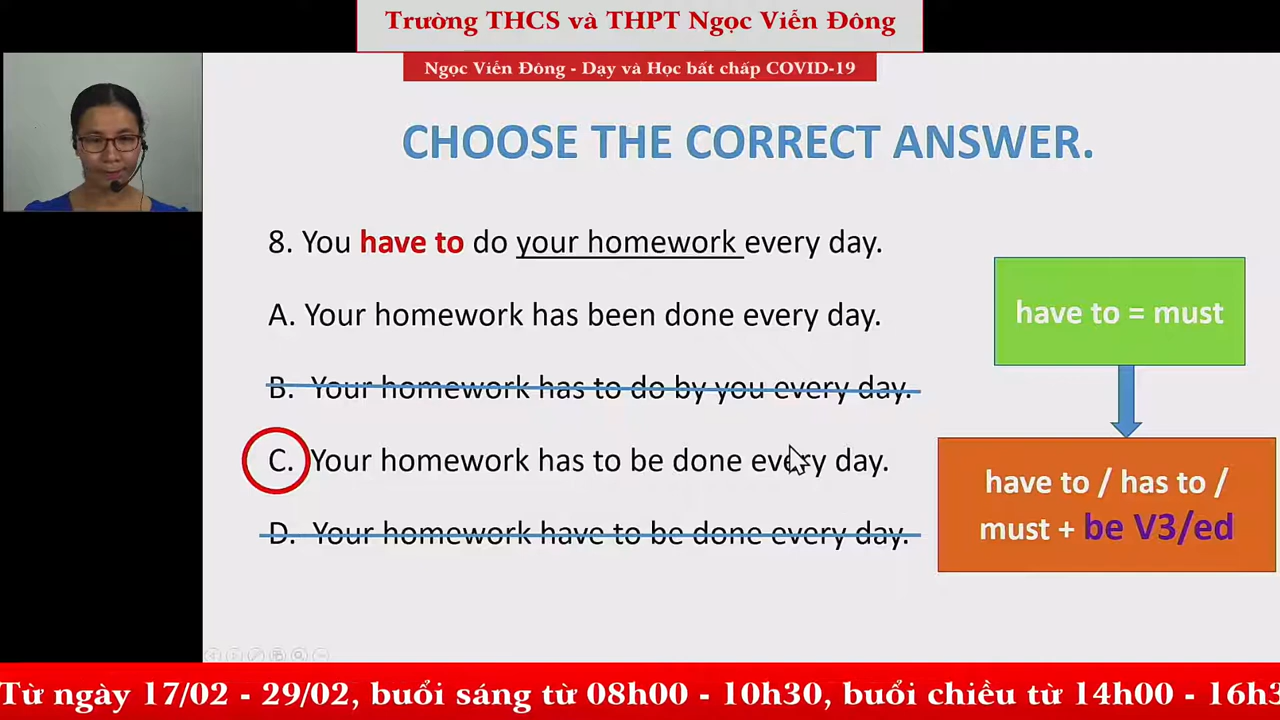 Trường THCS và THPT Ngọc Viễn Đông
Ngọc Viễn Đông - Dạy và Học bất chấp COVID-19
CHOOSE THE CORRECT ANSWER.
8. You have to do your homework every day.
A. Your homework has been done every day.
B. Your homework has to do by you every day.
C. Your homework has to be done every day.
D. Your homework have to be done every day.
have to = must
have to / has to /
must + be V3/ed
Từ ngày 17/02 - 29/02, buổi sáng từ 08h00 - 10h30, buổi chiều từ 14h00 - 16h3